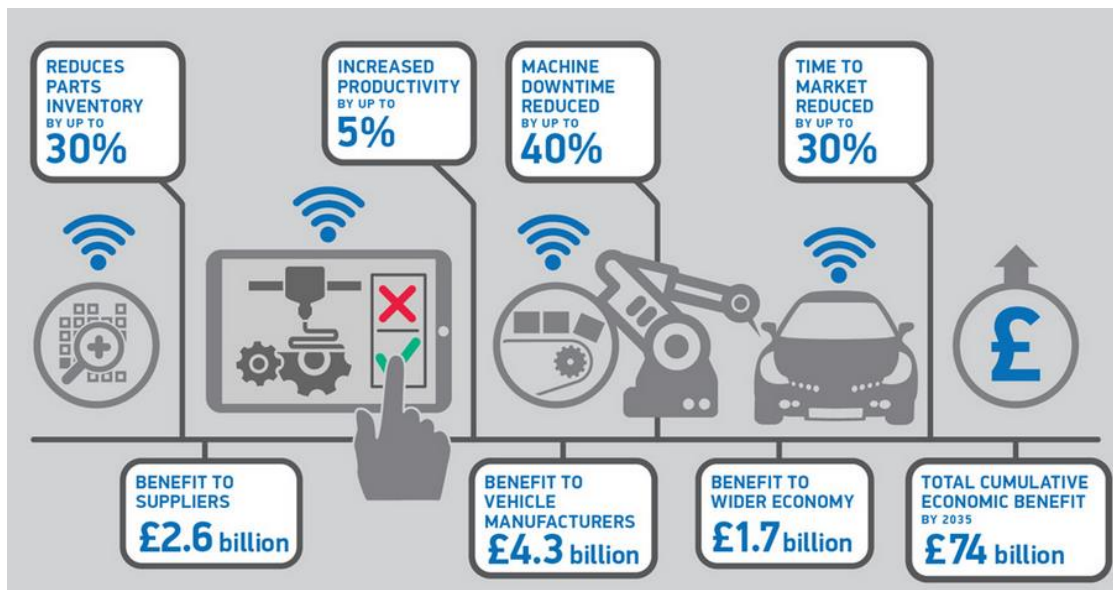 REDUCES
PARTS
INVENTORY
BY UP TO
30%
INCREASED
PRODUCTIVITY
BY UP TO
5%
MACHINE
DOWNTIME
REDUCED
BY UP TO
40%
TIME TO
MARKET
REDUCED
BY UP TO
30%
£
BENEFIT TO
SUPPLIERS
£2.6 billion
BENEFIT TO
VEHICLE
MANUFACTURERS
£4.3 billion
BENEFIT TO
WIDER ECONOMY
£1.7 billion
TOTAL CUMULATIVE
ECONOMIC BENEFIT
BY 2035
£74 billion